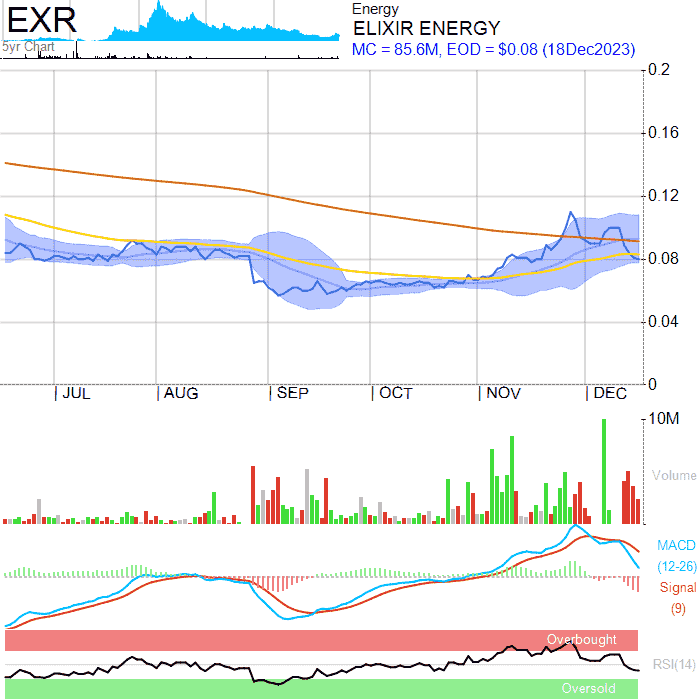 EXR
5yr Chart
Energy
ELIXIR ENERGY
MC = 85.6M, EOD = $0.08 (18Dec2023)
0.2
0.16
0.12
0.08
0.04
0
JUL AUG SEP OCT NOV DEC
10M
Volume
MACD
(12-26)
Signal
(9)
Overbought
RSI(14)
Oversold